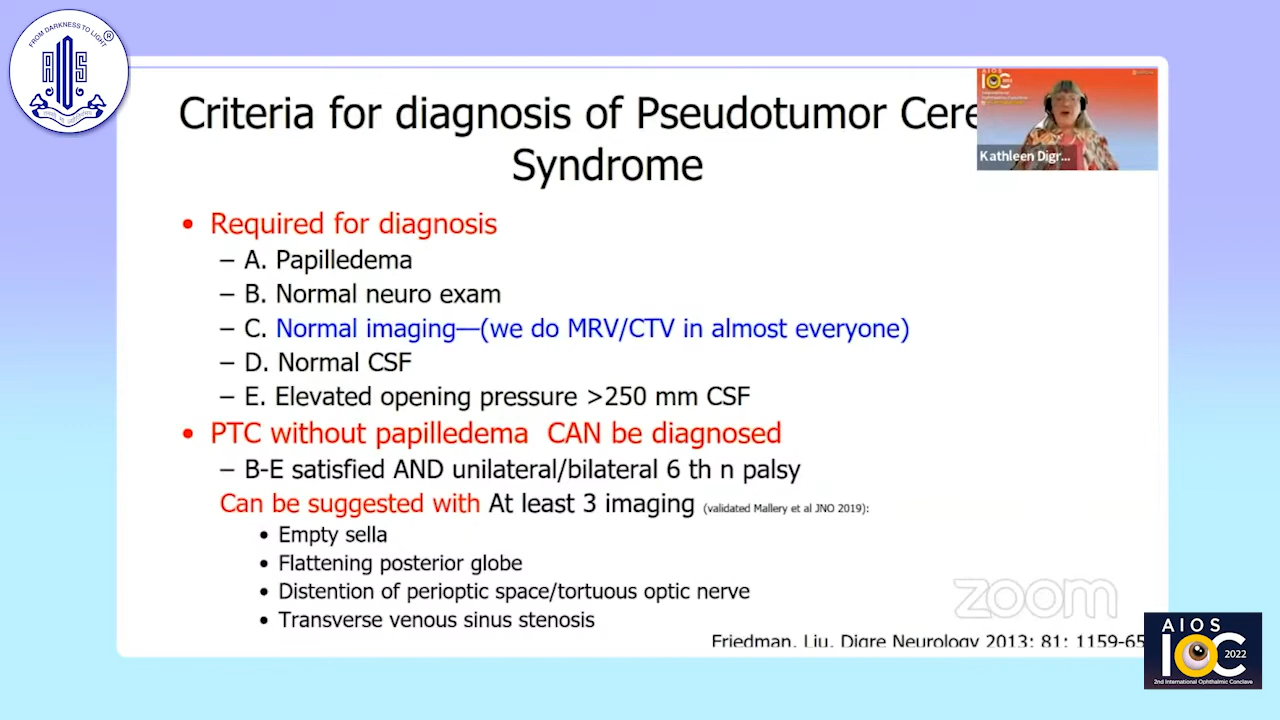 FROM DARKNESS TO LIGHT
®
AIOS
Criteria for diagnosis of Pseudotumor Cere
Syndrome
AIOS
IOC
Kathleen Digr...
• Required for diagnosis
– A. Papilledema
– B. Normal neuro exam
– C. Normal imaging—(we do MRV/CTV in almost everyone)
– D. Normal CSF
– E. Elevated opening pressure >250 mm CSF
• PTC without papilledema CAN be diagnosed
– B-E satisfied AND unilateral/bilateral 6 th n palsy
Can be suggested with At least 3 imaging (validated Mallery et al JNO 2019):
• Empty sella
• Flattening posterior globe
• Distention of perioptic space/tortuous optic nerve
• Transverse venous sinus stenosis
zoom
Friedman, Liu, Digre Neurology 2013; 81: 1159-65
AIOS
IOC
2022
2nd International Ophthalmic Conclave